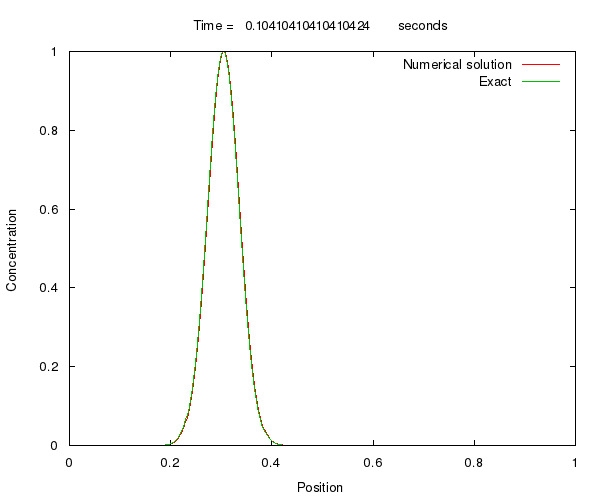 Time = 0.10410410410410424 seconds
Numerical solution
Exact
1
0.8
0.6
0.4
0.2
0
Concentration
0 0.2 0.4 0.6 0.8 1
Position